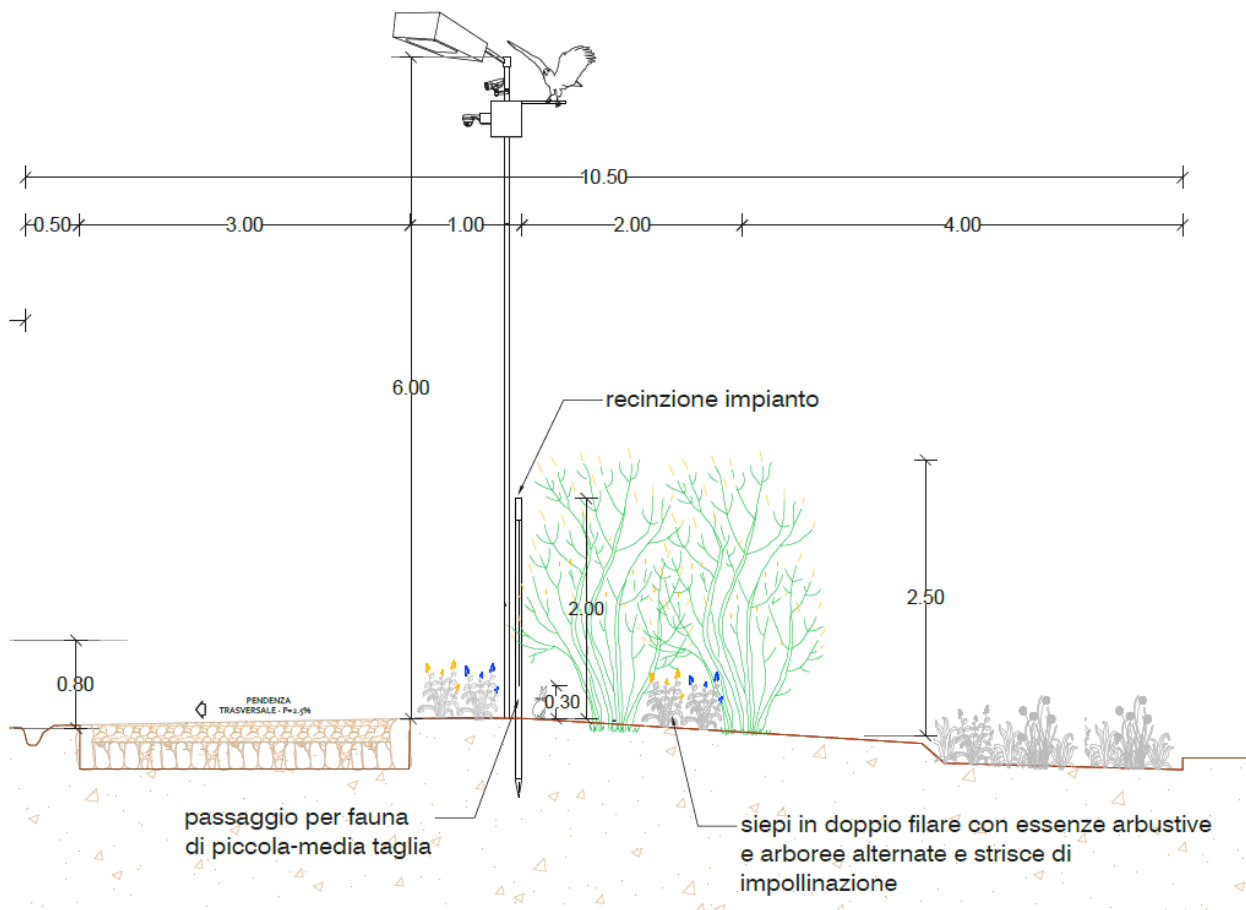 10.50
0.50
3.00
1.00
2.00
4.00
6.00
recinzione impianto
2.00
2.50
0.80
0.30
PENDENZA
TRASVERSALE - P=2.5%
passaggio per fauna
di piccola-media taglia
siepi in doppio filare con essenze arbustive
e arboree alternate e strisce di
impollinazione